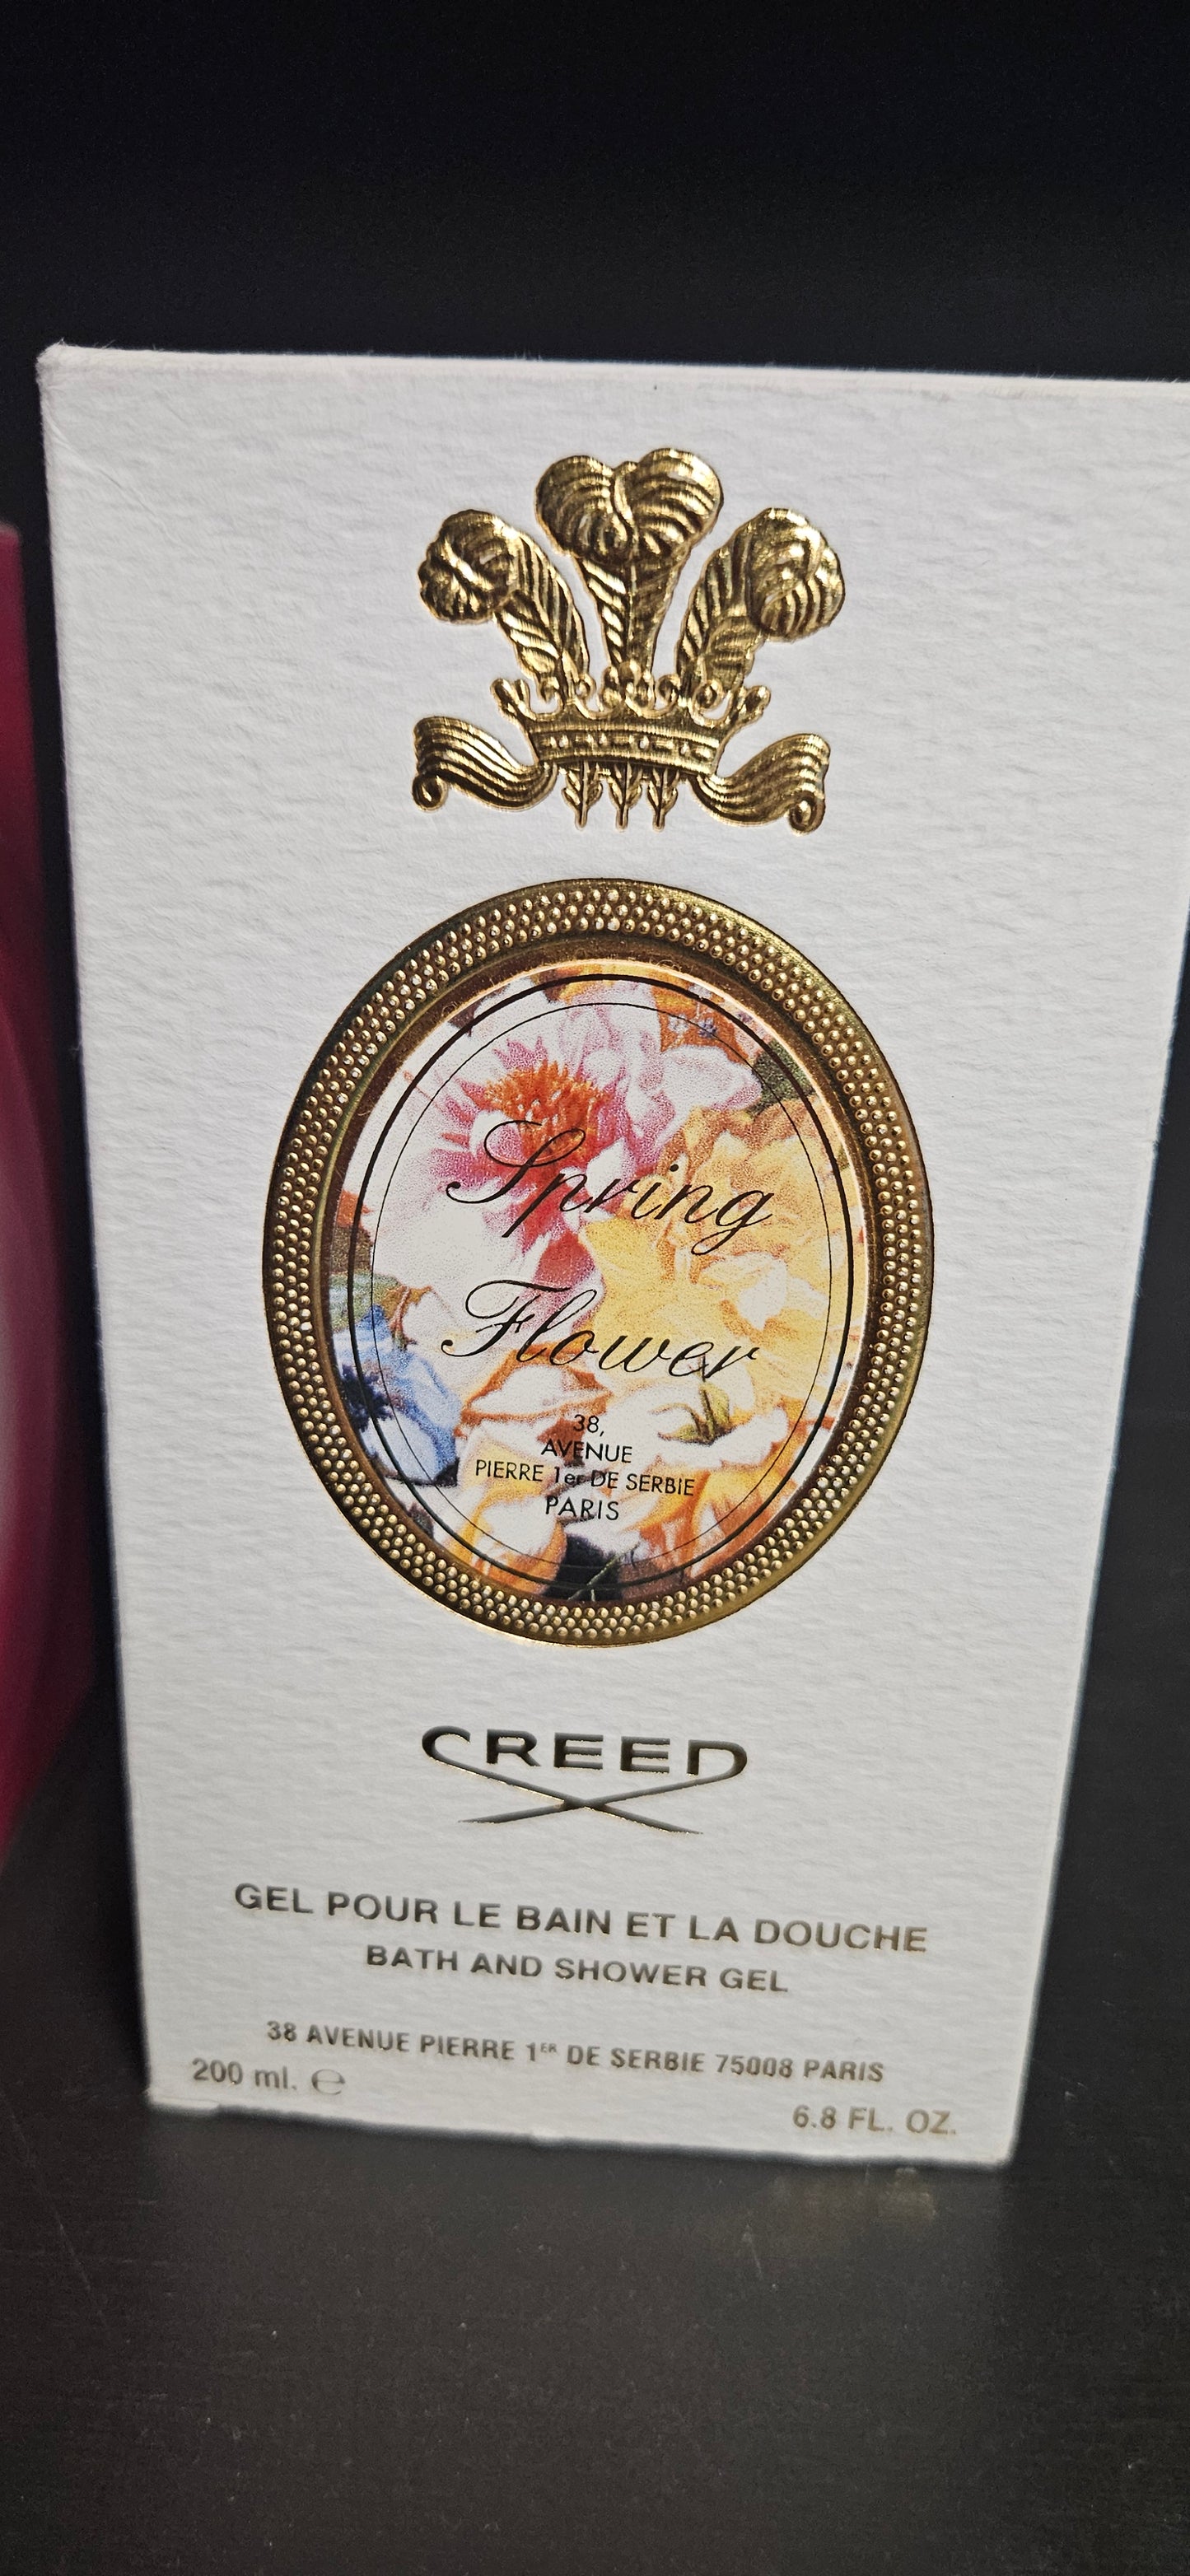 Spring
Flower
38,
AVENUE
PIERRE 1er DE SERBIE
PARIS
CREED
GEL POUR LE BAIN ET LA DOUCHE
BATH AND SHOWER GEL
38 AVENUE PIERRE 1ER DE SERBIE 75008 PARIS
200 ml. ℮
6.8 FL. OZ.